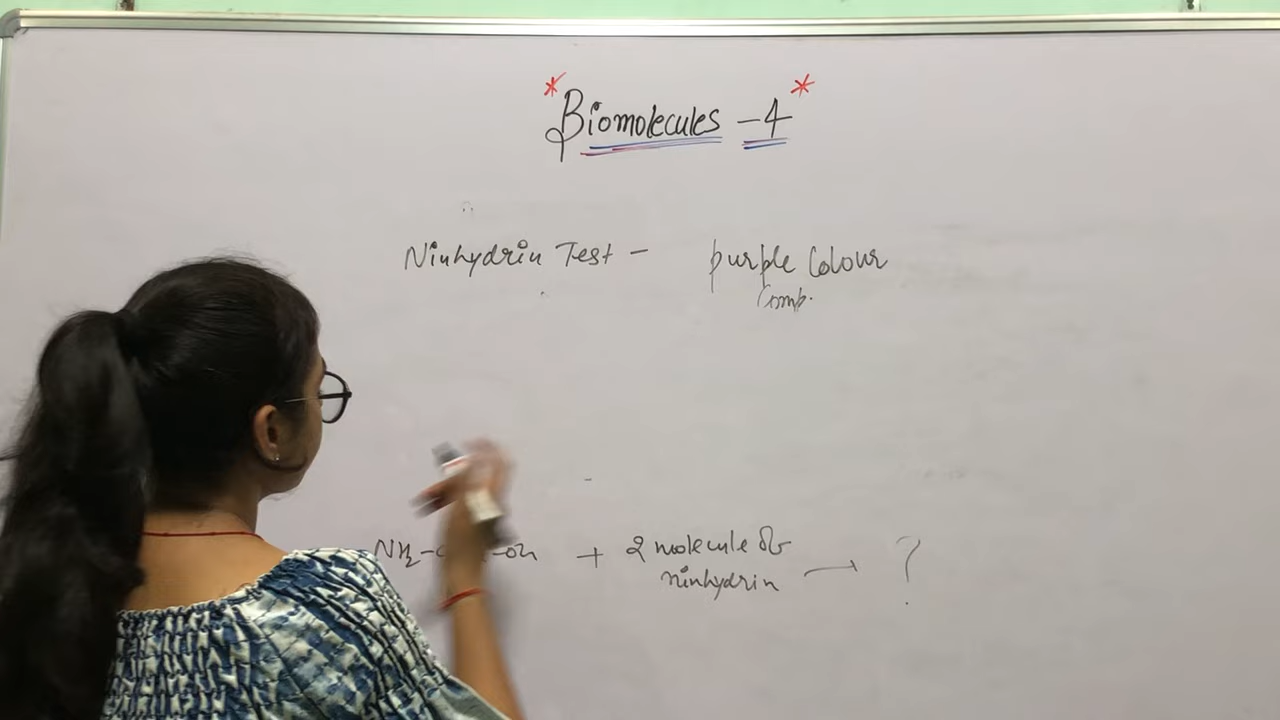 * Biomolecules - 4 *
Ninhydrin Test - purple Colour
Comp.
+ 2 molecule of → ?
ninhydrin